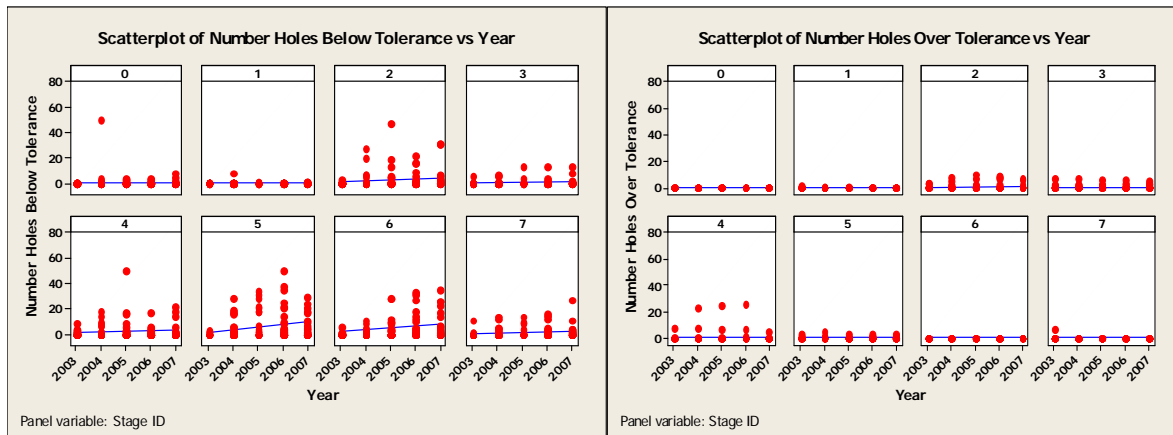 Scatterplot of Number Holes Below Tolerance vs Year
Number Holes Below Tolerance
0 1 2 3
80
60
40
20
0
4 5 6 7
80
60
40
20
0
2003 2004 2005 2006 2007 2003 2004 2005 2006 2007 2003 2004 2005 2006 2007 2003 2004 2005 2006 2007
Year
Panel variable: Stage ID
Scatterplot of Number Holes Over Tolerance vs Year
Number Holes Over Tolerance
0 1 2 3
80
60
40
20
0
4 5 6 7
80
60
40
20
0
2003 2004 2005 2006 2007 2003 2004 2005 2006 2007 2003 2004 2005 2006 2007 2003 2004 2005 2006 2007
Year
Panel variable: Stage ID